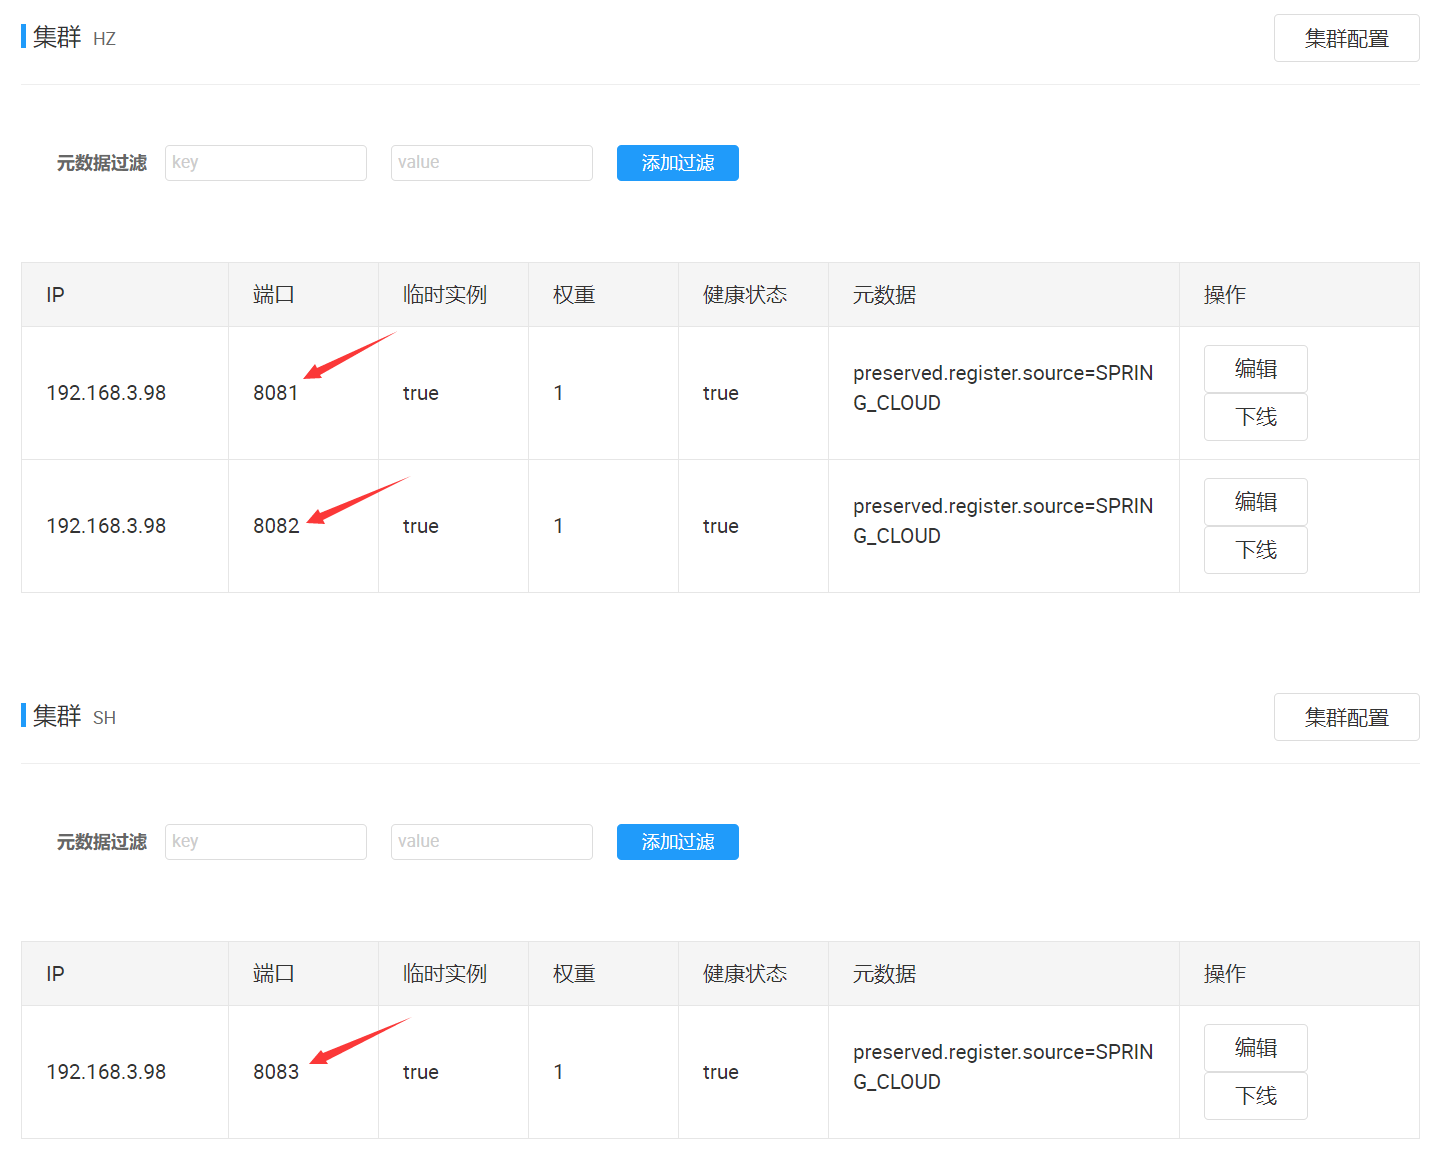 集群 HZ 集群配置
元数据过滤 key value 添加过滤
IP 端口 临时实例 权重 健康状态 元数据 操作
192.168.3.98 8081 true 1 true preserved.register.source=SPRIN
G_CLOUD
编辑
下线
192.168.3.98 8082 true 1 true preserved.register.source=SPRIN
G_CLOUD
编辑
下线
集群 SH 集群配置
元数据过滤 key value 添加过滤
IP 端口 临时实例 权重 健康状态 元数据 操作
192.168.3.98 8083 true 1 true preserved.register.source=SPRIN
G_CLOUD
编辑
下线